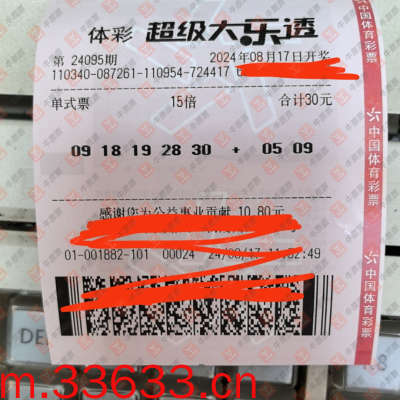 体彩 超级大乐透
第 24095期 2024年08月17日开奖
110340-087261-110954-724417
单式票 15倍 合计30元
09 18 19 28 30 + 05 09
感谢您为公益事业贡献 10.80元
01-001882-101 00024 24/08/17 :02:49
中国体育彩票
中国体育彩票
中国体育彩票
DE
m.33633.cn